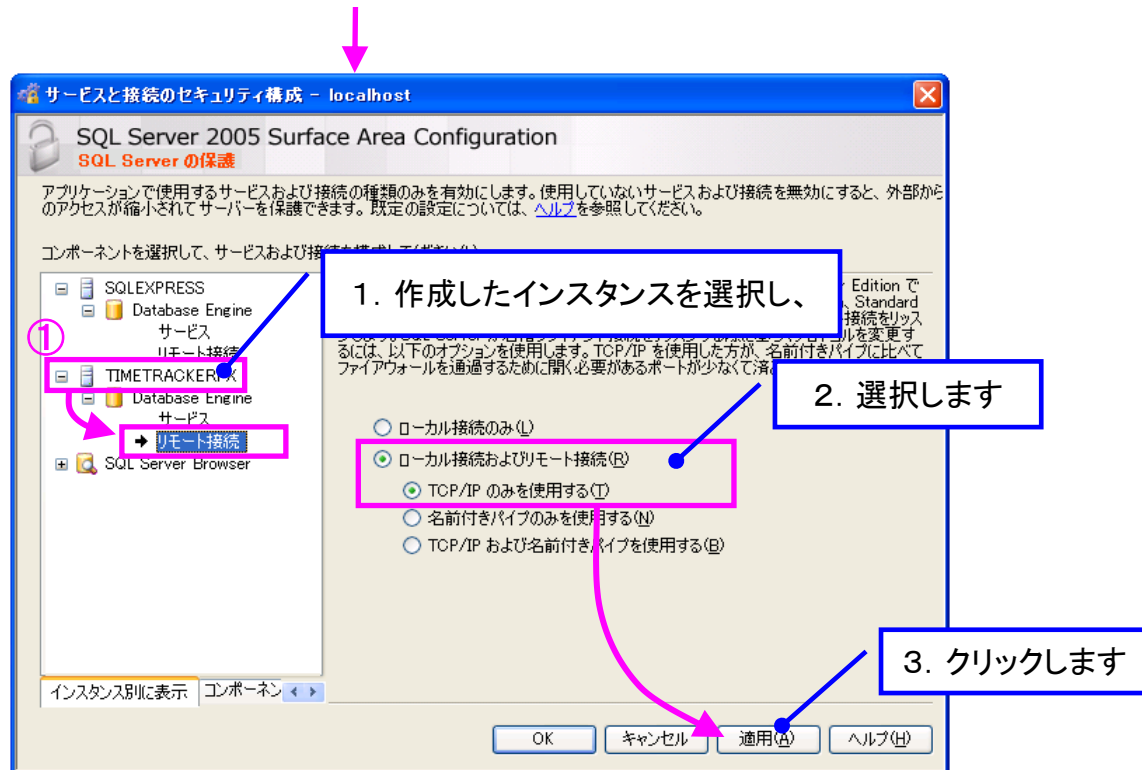 サービスと接続のセキュリティ構成 - localhost
SQL Server 2005 Surface Area Configuration
SQL Server の保護
アプリケーションで使用するサービスおよび接続の種類のみを有効にします。使用していないサービスおよび接続を無効にすると、外部から
のアクセスが縮小されてサーバーを保護できます。既定の設定については、ヘルプを参照してください。
コンポーネントを選択して、サービスおよび接
1. 作成したインスタンスを選択し、
SQLEXPRESS
Database Engine
サービス
リモート接続
①
TIMETRACKERFX
Database Engine
サービス
リモート接続
SQL Server Browser
Edition で
Standard
接続をリッス
るには、以下のオプションを使用します。TCP/IP を使用した方が、名前付きパイプに比べて
ファイアウォールを通過するために開く必要があるポートが少なくて済
2. 選択します
ローカル接続のみ(L)
ローカル接続およびリモート接続(R)
TCP/IP のみを使用する(T)
名前付きパイプのみを使用する(N)
TCP/IP および名前付きパイプを使用する(B)
3. クリックします
インスタンス別に表示
コンポーネン
OK
キャンセル
適用(A)
ヘルプ(H)